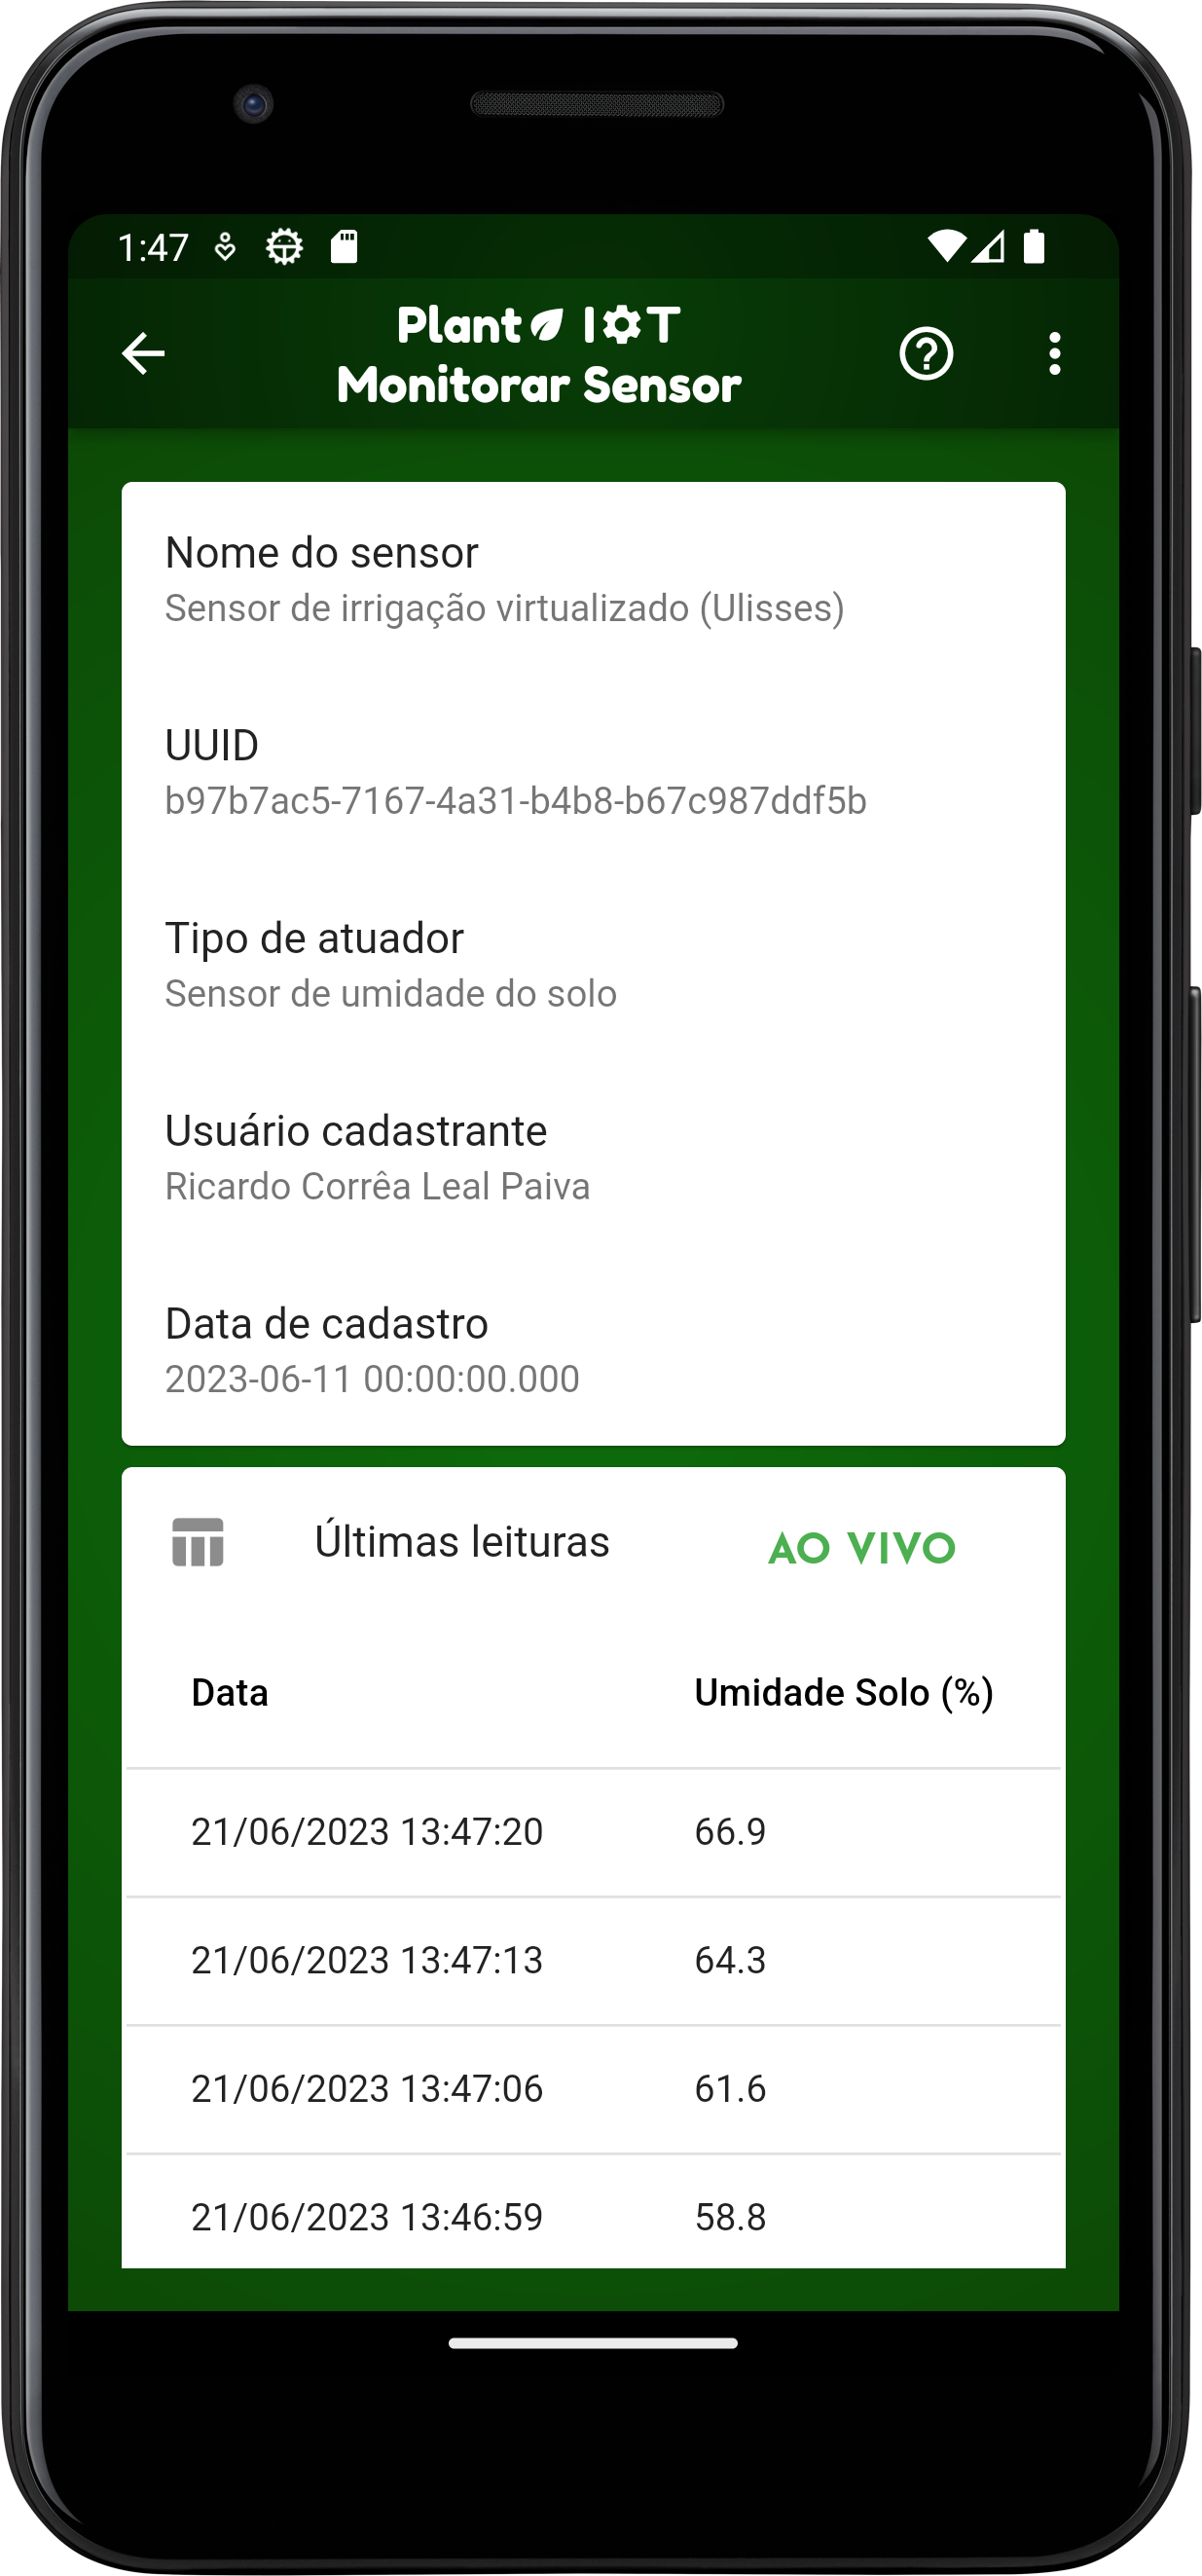 1:47
Plant IOT
Monitorar Sensor
Nome do sensor
Sensor de irrigação virtualizado (Ulisses)
UUID
b97b7ac5-7167-4a31-b4b8-b67c987ddf5b
Tipo de atuador
Sensor de umidade do solo
Usuário cadastrante
Ricardo Corrêa Leal Paiva
Data de cadastro
2023-06-11 00:00:00.000
Últimas leituras AO VIVO
Data Umidade Solo (%)
21/06/2023 13:47:20 66.9
21/06/2023 13:47:13 64.3
21/06/2023 13:47:06 61.6
21/06/2023 13:46:59 58.8